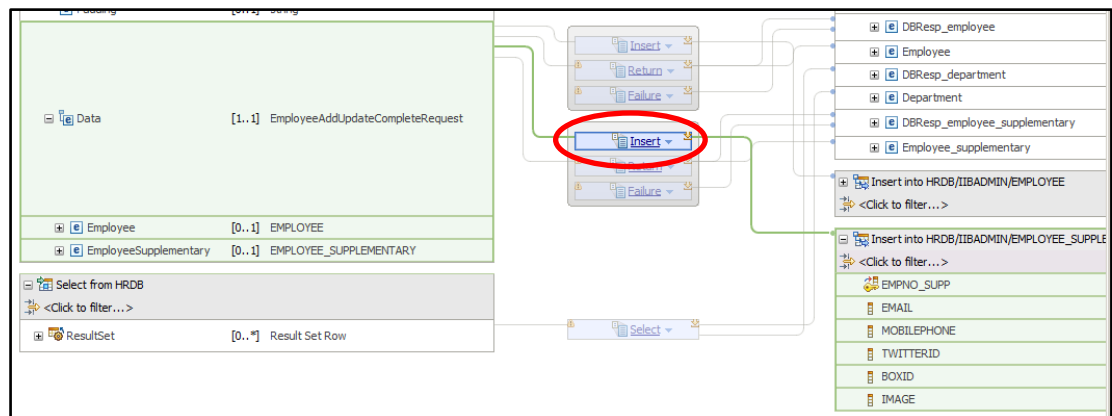 Padding [0..1] String
Data [1..1] EmployeeAddUpdateCompleteRequest
Employee [0..1] EMPLOYEE
EmployeeSupplementary [0..1] EMPLOYEE_SUPPLEMENTARY
Select from HRDB
<Click to filter...>
ResultSet [0..*] Result Set Row
Insert
Return
Failure
Insert
Return
Failure
Select
DBResp_employee
Employee
DBResp_department
Department
DBResp_employee_supplementary
Employee_supplementary
Insert into HRDB/IIBADMIN/EMPLOYEE
<Click to filter...>
Insert into HRDB/IIBADMIN/EMPLOYEE_SUPPLE
<Click to filter...>
EMPNO_SUPP
EMAIL
MOBILEPHONE
TWITTERID
BOXID
IMAGE